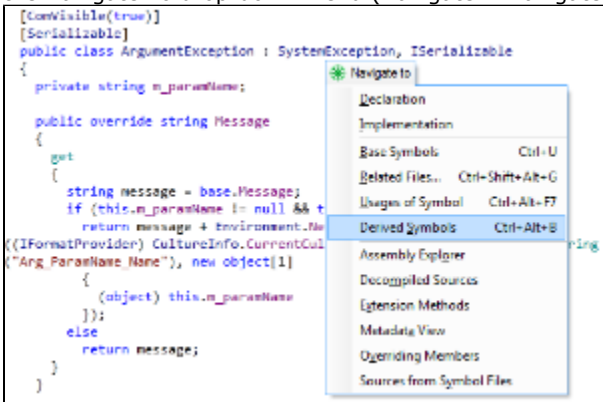 [ComVisible(true)]
[Serializable]
public class ArgumentException : SystemException, ISerializable
{
private string m_paramName;
public override string Message
{
get
{
string message = base.Message;
if (this.m_paramName != null && t
return message + Environment.Ne
((IFormatProvider) CultureInfo.CurrentCul
ring
("Arg_ParamName_Name"), new object[1]
{
(object) this.m_paramName
});
else
return message;
}
}
Navigate to
Declaration
Implementation
Base Symbols Ctrl+U
Related Files... Ctrl+Shift+Alt+G
Usages of Symbol Ctrl+Alt+F7
Derived Symbols Ctrl+Alt+B
Assembly Explorer
Decompiled Sources
Extension Methods
Metadata View
Overriding Members
Sources from Symbol Files